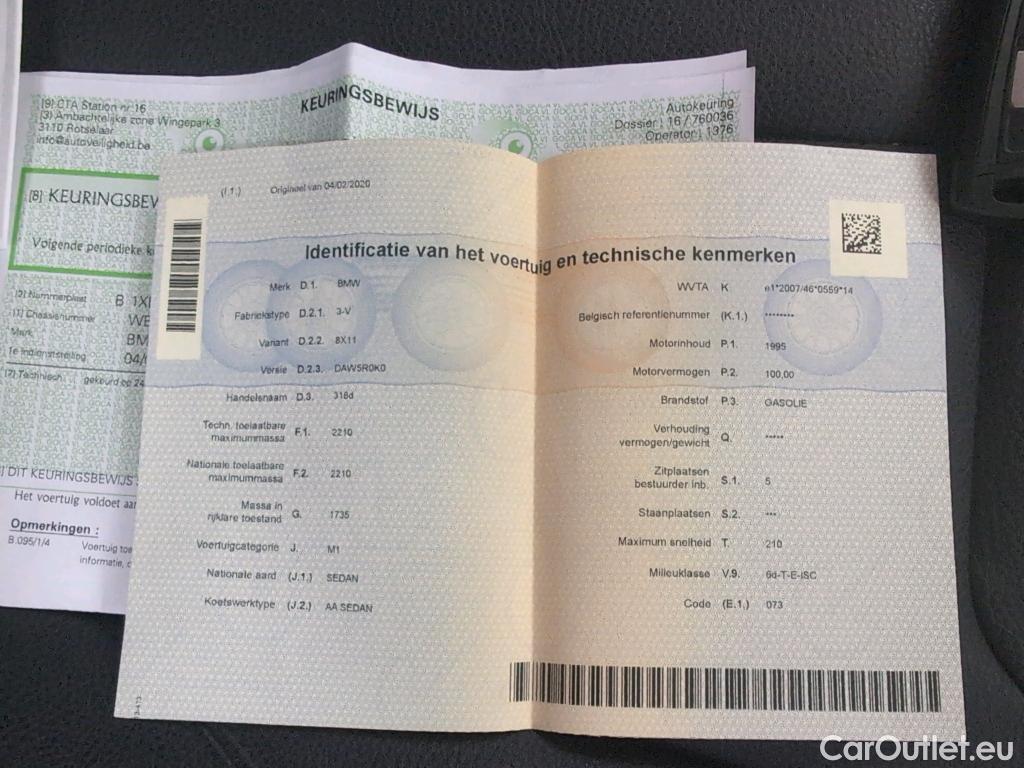 KEURINGSBEWIJS
[9] CTA Station nr 16
[3] Ambachtelijke zone Wingepark 3
3110 Rotselaar
info@autoveiligheid.be
Autokeuring
Dossier : 16 / 760036
Operator : 1376
[8] KEURINGSBEW
Volgende periodieke k
Nummerplaat B 1X
Chassisnummer WB
Merk BM
1e indienststelling 04/
Technisch gekeurd op 24
DIT KEURINGSBEWIJS
Het voertuig voldoet aan
Opmerkingen :
B.095/1/4 Voertuig toe
informatie,
(I.1.) Origineel van 04/02/2020
Identificatie van het voertuig en technische kenmerken
Merk D.1. BMW
Fabriekstype D.2.1. 3-V
Variant D.2.2. 8X11
Versie D.2.3. DAW5R0K0
Handelsnaam D.3. 318d
Techn. toelaatbare
maximummassa F.1. 2210
Nationale toelaatbare
maximummassa F.2. 2210
Massa in
rijklare toestand G. 1735
Voertuigcategorie J. M1
Nationale aard (J.1.) SEDAN
Koetswerktype (J.2.) AA SEDAN
WVTA K e1*2007/46*0559*14
Belgisch referentienummer (K.1.) ********
Motorinhoud P.1. 1995
Motorvermogen P.2. 100,00
Brandstof P.3. GASOLIE
Verhouding
vermogen/gewicht Q. *****
Zitplaatsen
bestuurder inb. S.1. 5
Staanplaatsen S.2. ***
Maximum snelheid T. 210
Milieuklasse V.9. 6d-T-E-ISC
Code (E.1.) 073
CarOutlet.eu